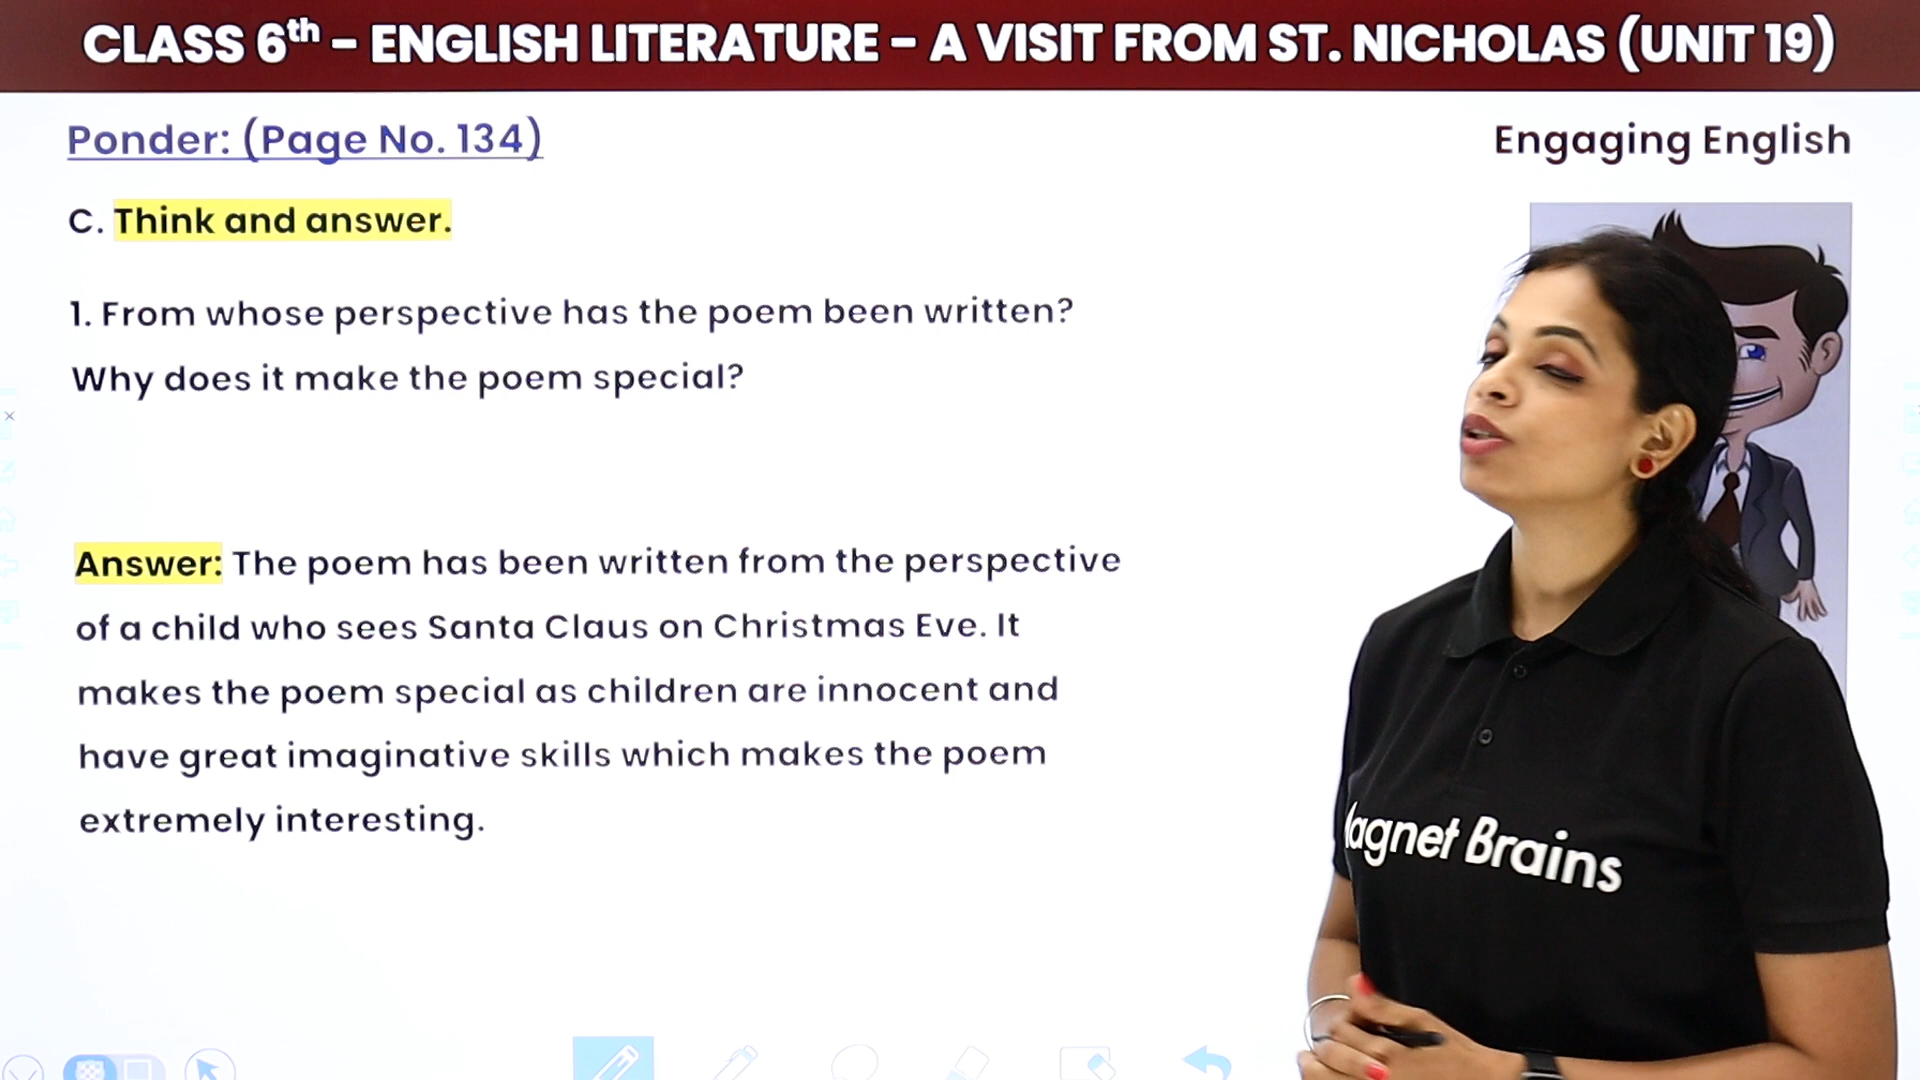 CLASS 6th – ENGLISH LITERATURE – A VISIT FROM ST. NICHOLAS (UNIT 19)
Ponder: (Page No. 134)
Engaging English
C. Think and answer.
1. From whose perspective has the poem been written?
Why does it make the poem special?
Answer: The poem has been written from the perspective
of a child who sees Santa Claus on Christmas Eve. It
makes the poem special as children are innocent and
have great imaginative skills which makes the poem
extremely interesting.
agnet Brains